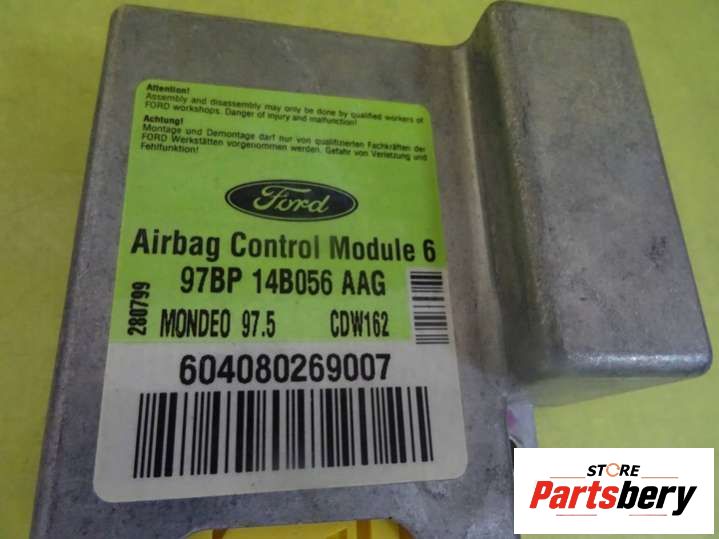 Attention!
Assembly and disassembly may only be done by qualified workers of
FORD workshops. Danger of injury and malfunction!
Achtung!
Montage und Demontage darf nur von qualifizierten Fachkräften der
FORD Werkstätten vorgenommen werden. Gefahr von Verletzung und
Fehlfunktion!
Ford
Airbag Control Module 6
97BP 14B056 AAG
280799
MONDEO 97.5 CDW162
604080269007
STORE
Partsbery